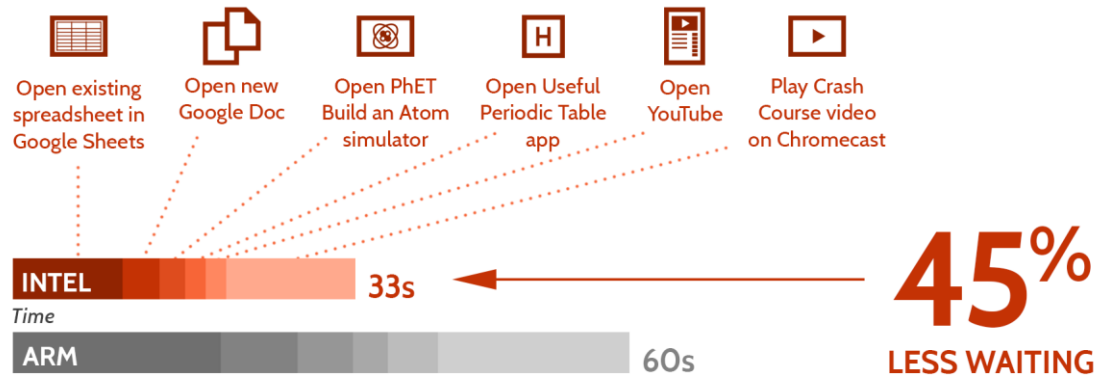 H
Open existing
spreadsheet in
Google Sheets
Open new
Google Doc
Open PhET
Build an Atom
simulator
Open Useful
Periodic Table
app
Open
YouTube
Play Crash
Course video
on Chromecast
INTEL
33s
Time
ARM
60s
45%
LESS WAITING